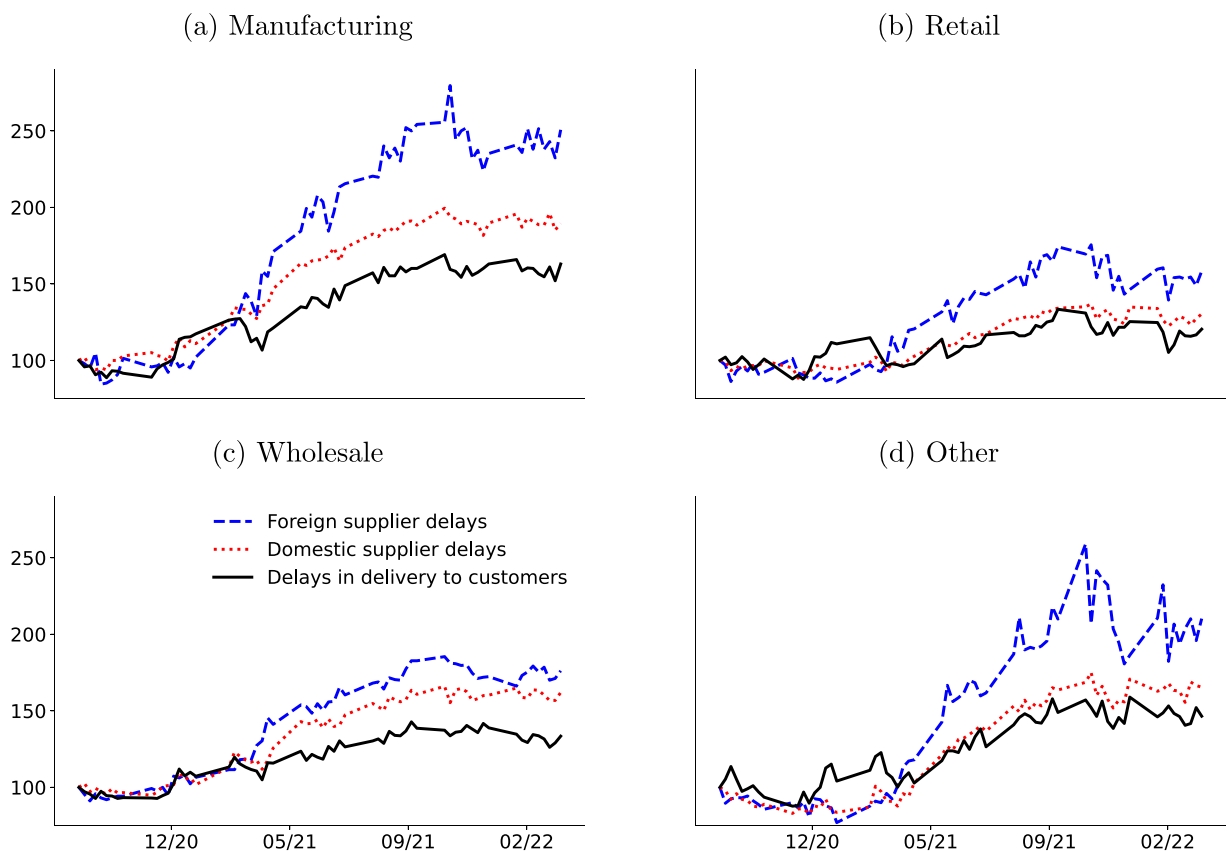 (a) Manufacturing
(b) Retail
250
200
150
100
(c) Wholesale
(d) Other
Foreign supplier delays
Domestic supplier delays
Delays in delivery to customers
250
200
150
100
12/20 05/21 09/21 02/22
12/20 05/21 09/21 02/22